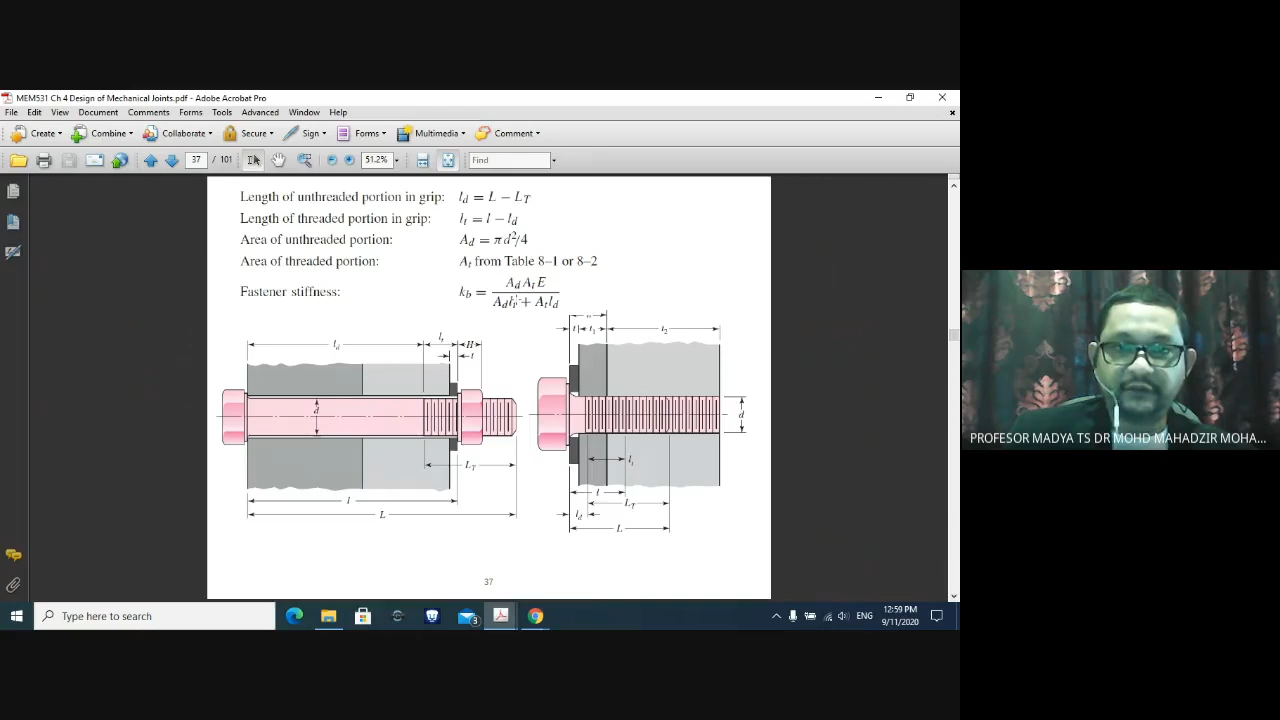 MEM531 Ch 4 Design of Mechanical Joints.pdf - Adobe Acrobat Pro
File Edit View Document Comments Forms Tools Advanced Window Help
Create Combine Collaborate Secure Sign Forms Multimedia Comment
37 / 101 51.2% Find
Length of unthreaded portion in grip: l_d = L − L_T
Length of threaded portion in grip: l_t = l − l_d
Area of unthreaded portion: A_d = πd²/4
Area of threaded portion: A_t from Table 8–1 or 8–2
Fastener stiffness: k_b = A_d A_t E / A_d l_t + A_t l_d
l_d l_t H
t
d
L_T
l
L
t t_1 t_2
d
l_t
l
L_T
l_d
L
37
PROFESOR MADYA TS DR MOHD MAHADZIR MOHA...
Type here to search
3
ENG
12:59 PM
9/11/2020